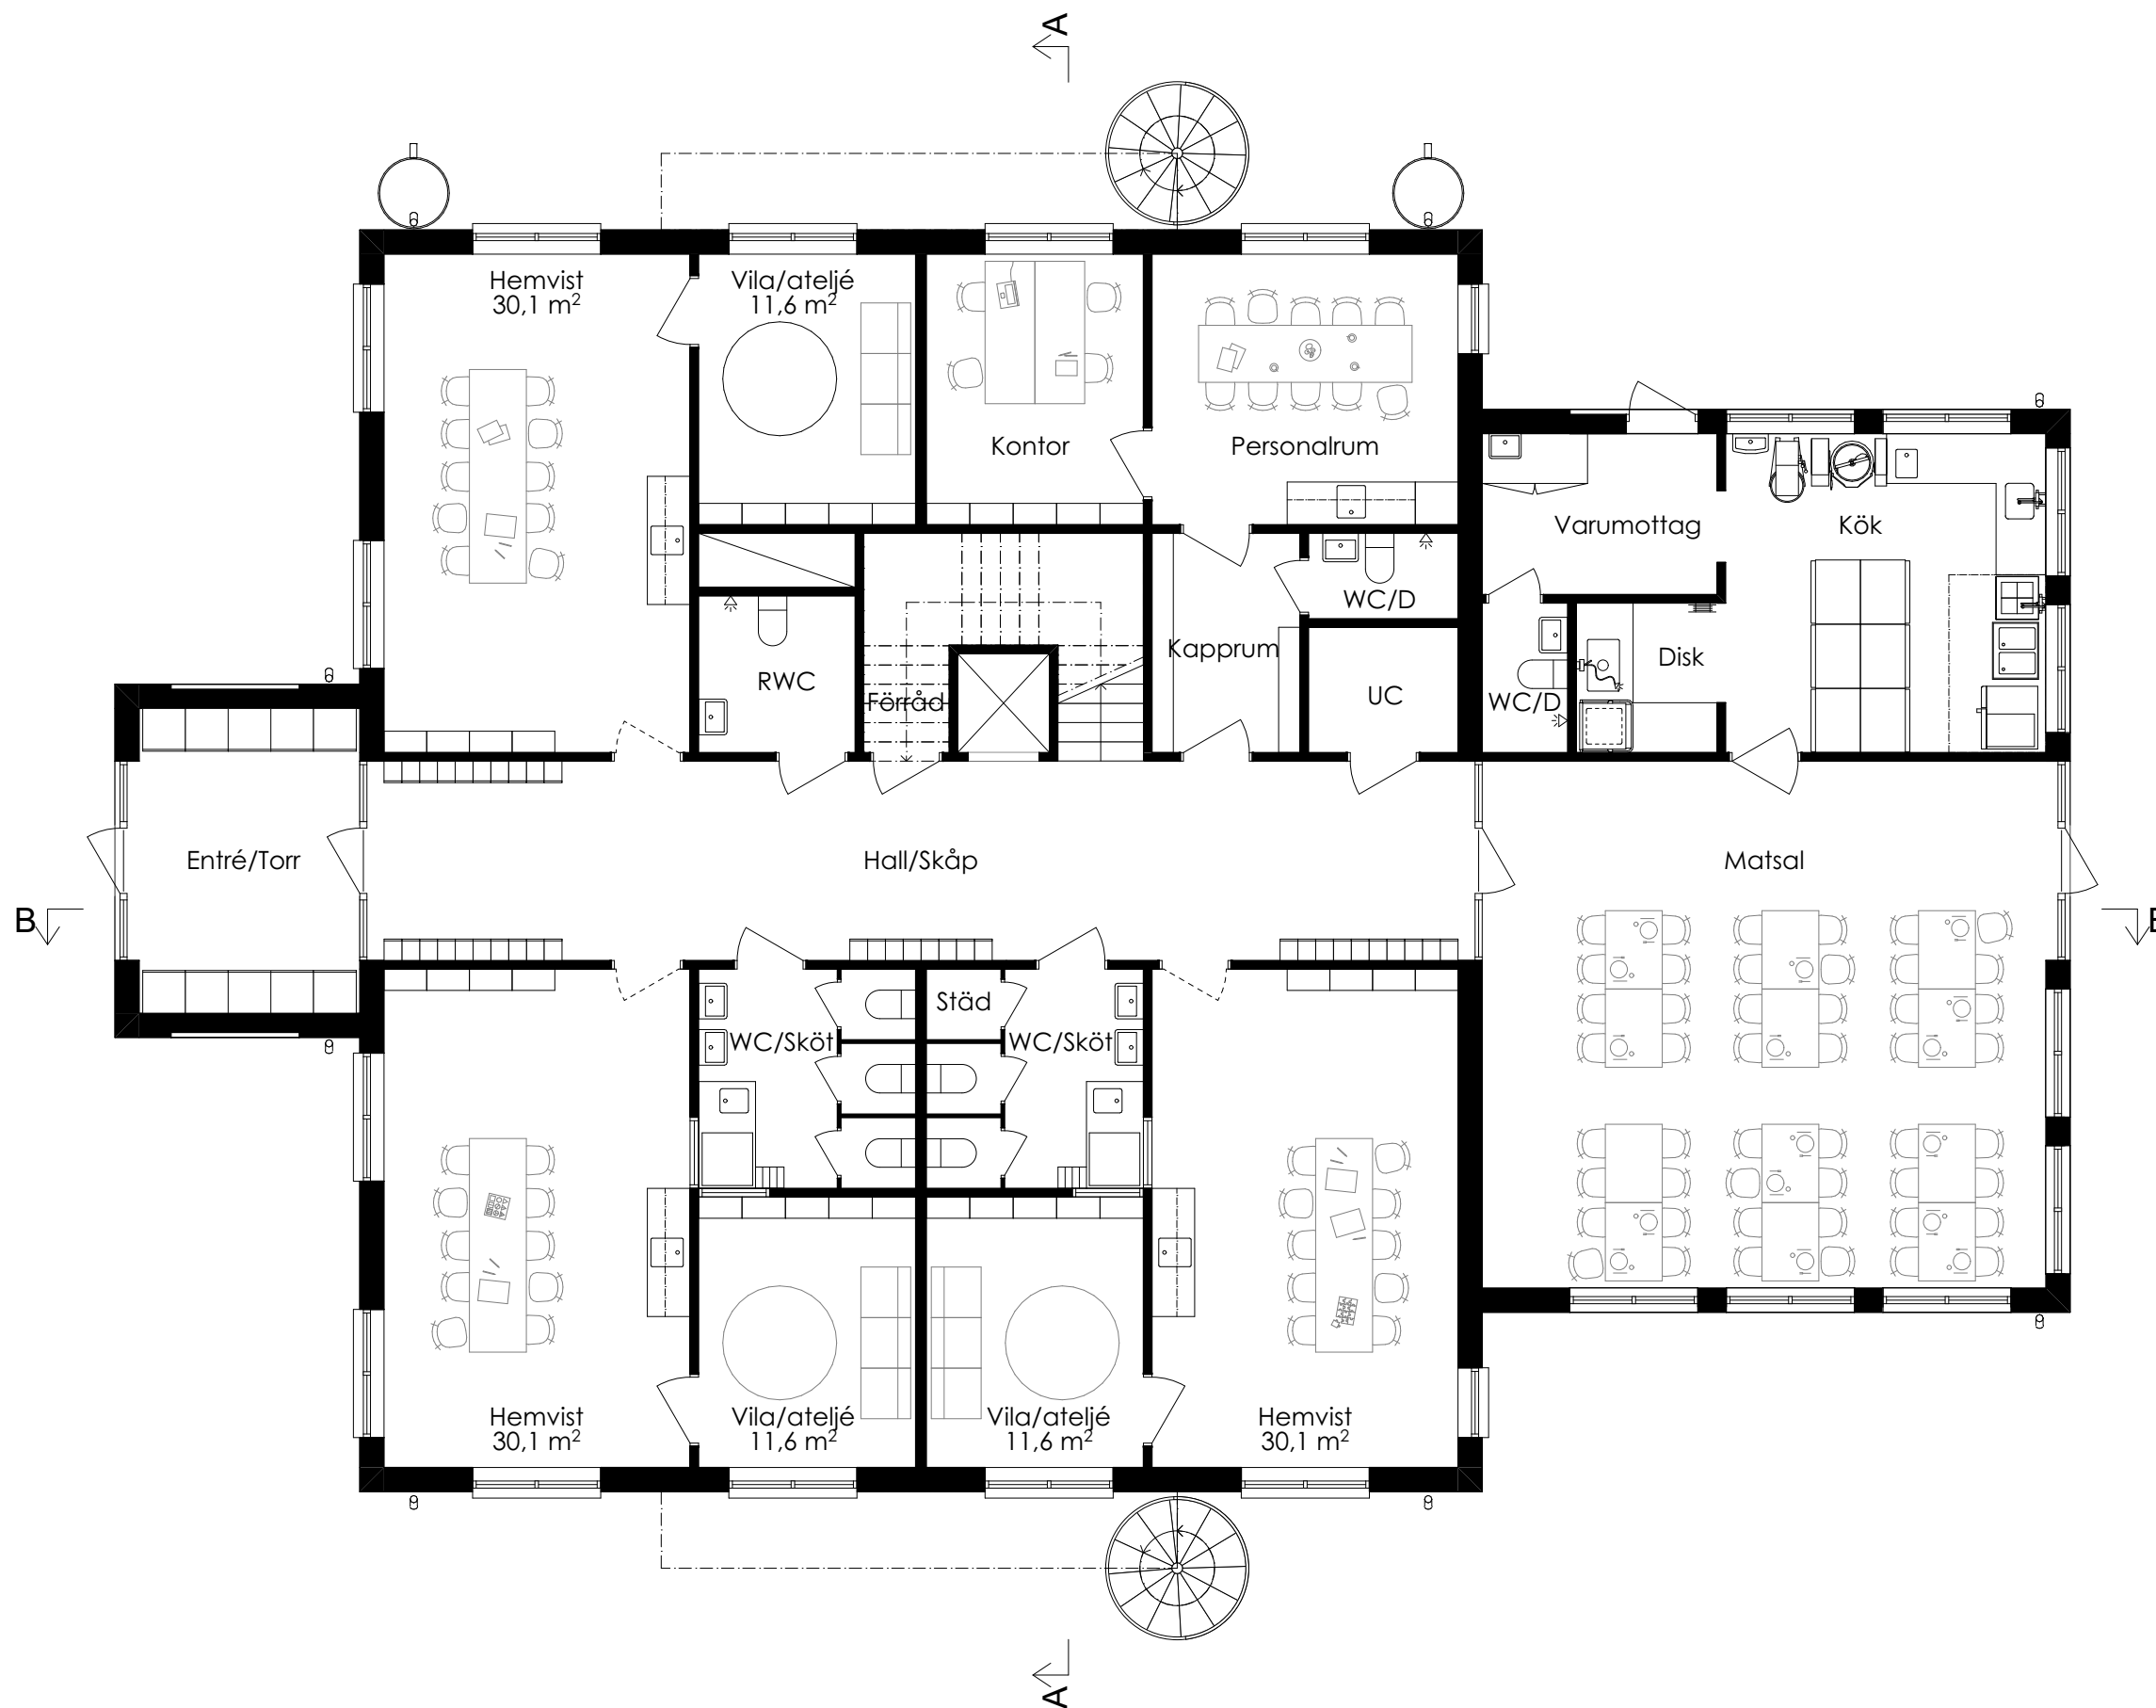 A
Hemvist
30,1 m²
Vila/ateljé
11,6 m²
Kontor
Personalrum
Varumottag
Kök
WC/D
Kapprum
UC
RWC
Förråd
WC/D
Disk
Entré/Torr
Hall/Skåp
Matsal
B
B
Städ
WC/Sköt
WC/Sköt
Hemvist
30,1 m²
Vila/ateljé
11,6 m²
Vila/ateljé
11,6 m²
Hemvist
30,1 m²
A